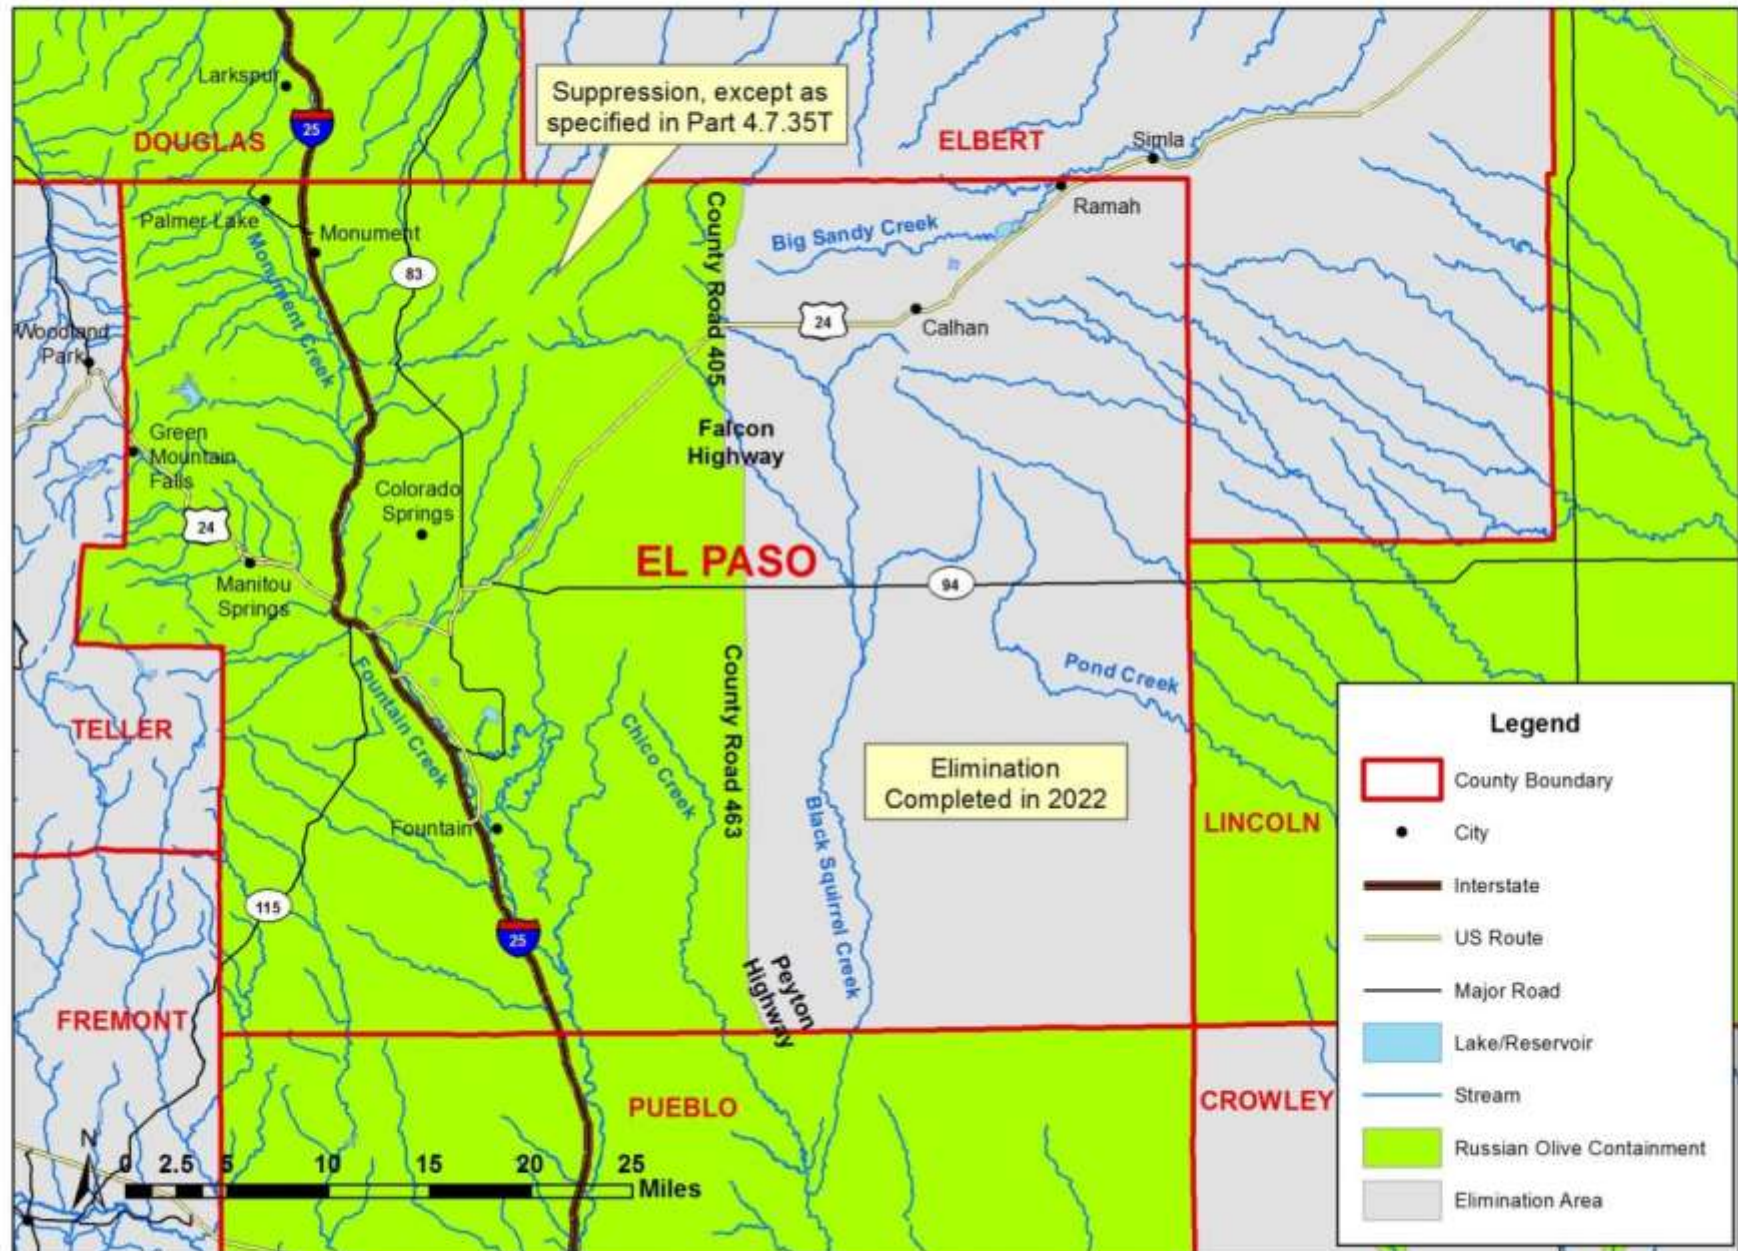 Larkspur
25
DOUGLAS
Suppression, except as
specified in Part 4.7.35T
ELBERT
Simla
Ramah
Palmer Lake
Monument
Monument Creek
83
County Road 405
Big Sandy Creek
24
Calhan
Woodland
Park
Green
Mountain
Falls
24
Falcon
Highway
Colorado
Springs
EL PASO
Manitou
Springs
94
Pond Creek
Fountain Creek
Chico Creek
County Road 463
TELLER
Elimination
Completed in 2022
Black Squirrel Creek
Fountain
LINCOLN
115
25
Peyton
Highway
FREMONT
PUEBLO
CROWLEY
N
0 2.5 5 10 15 20 25
Miles
Legend
County Boundary
City
Interstate
US Route
Major Road
Lake/Reservoir
Stream
Russian Olive Containment
Elimination Area